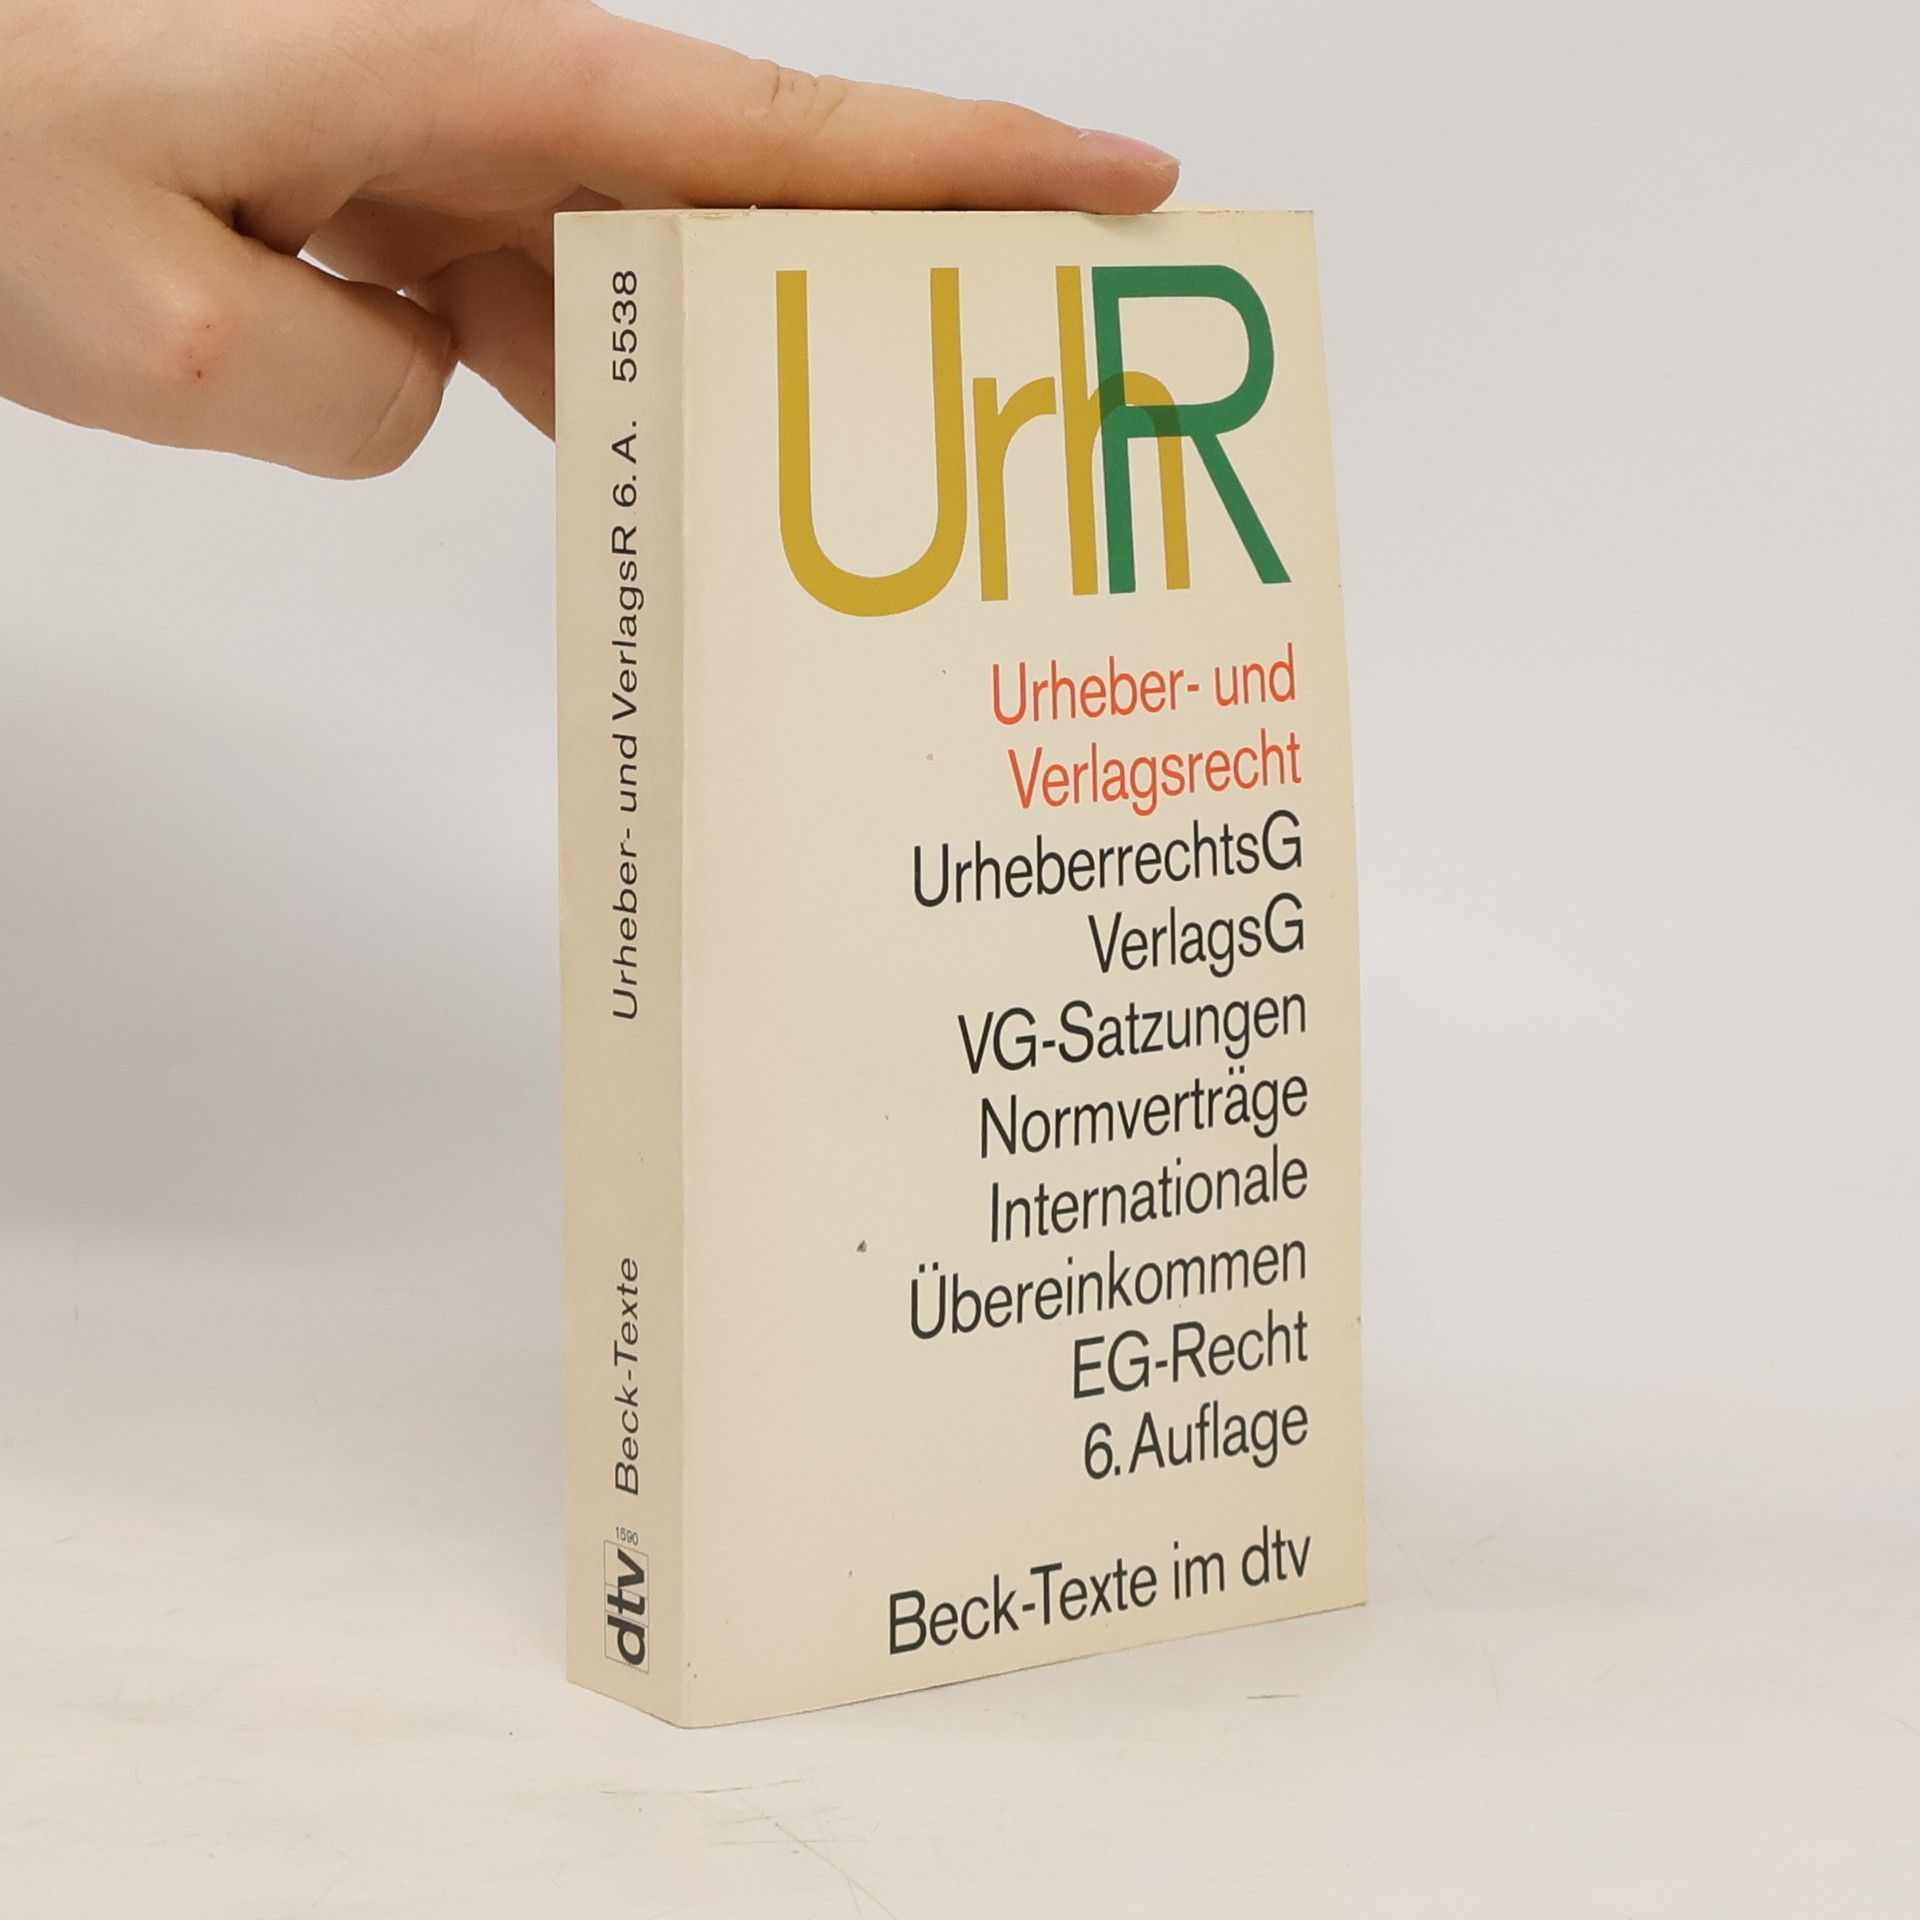 UrhR
Urheber- und
Verlagsrecht
UrheberrechtsG
VerlagsG
VG-Satzungen
Normverträge
Internationale
Übereinkommen
EG-Recht
6. Auflage
Beck-Texte im dtv
dtv
1590
Beck-Texte
Urheber- und VerlagsR 6. A. 5538